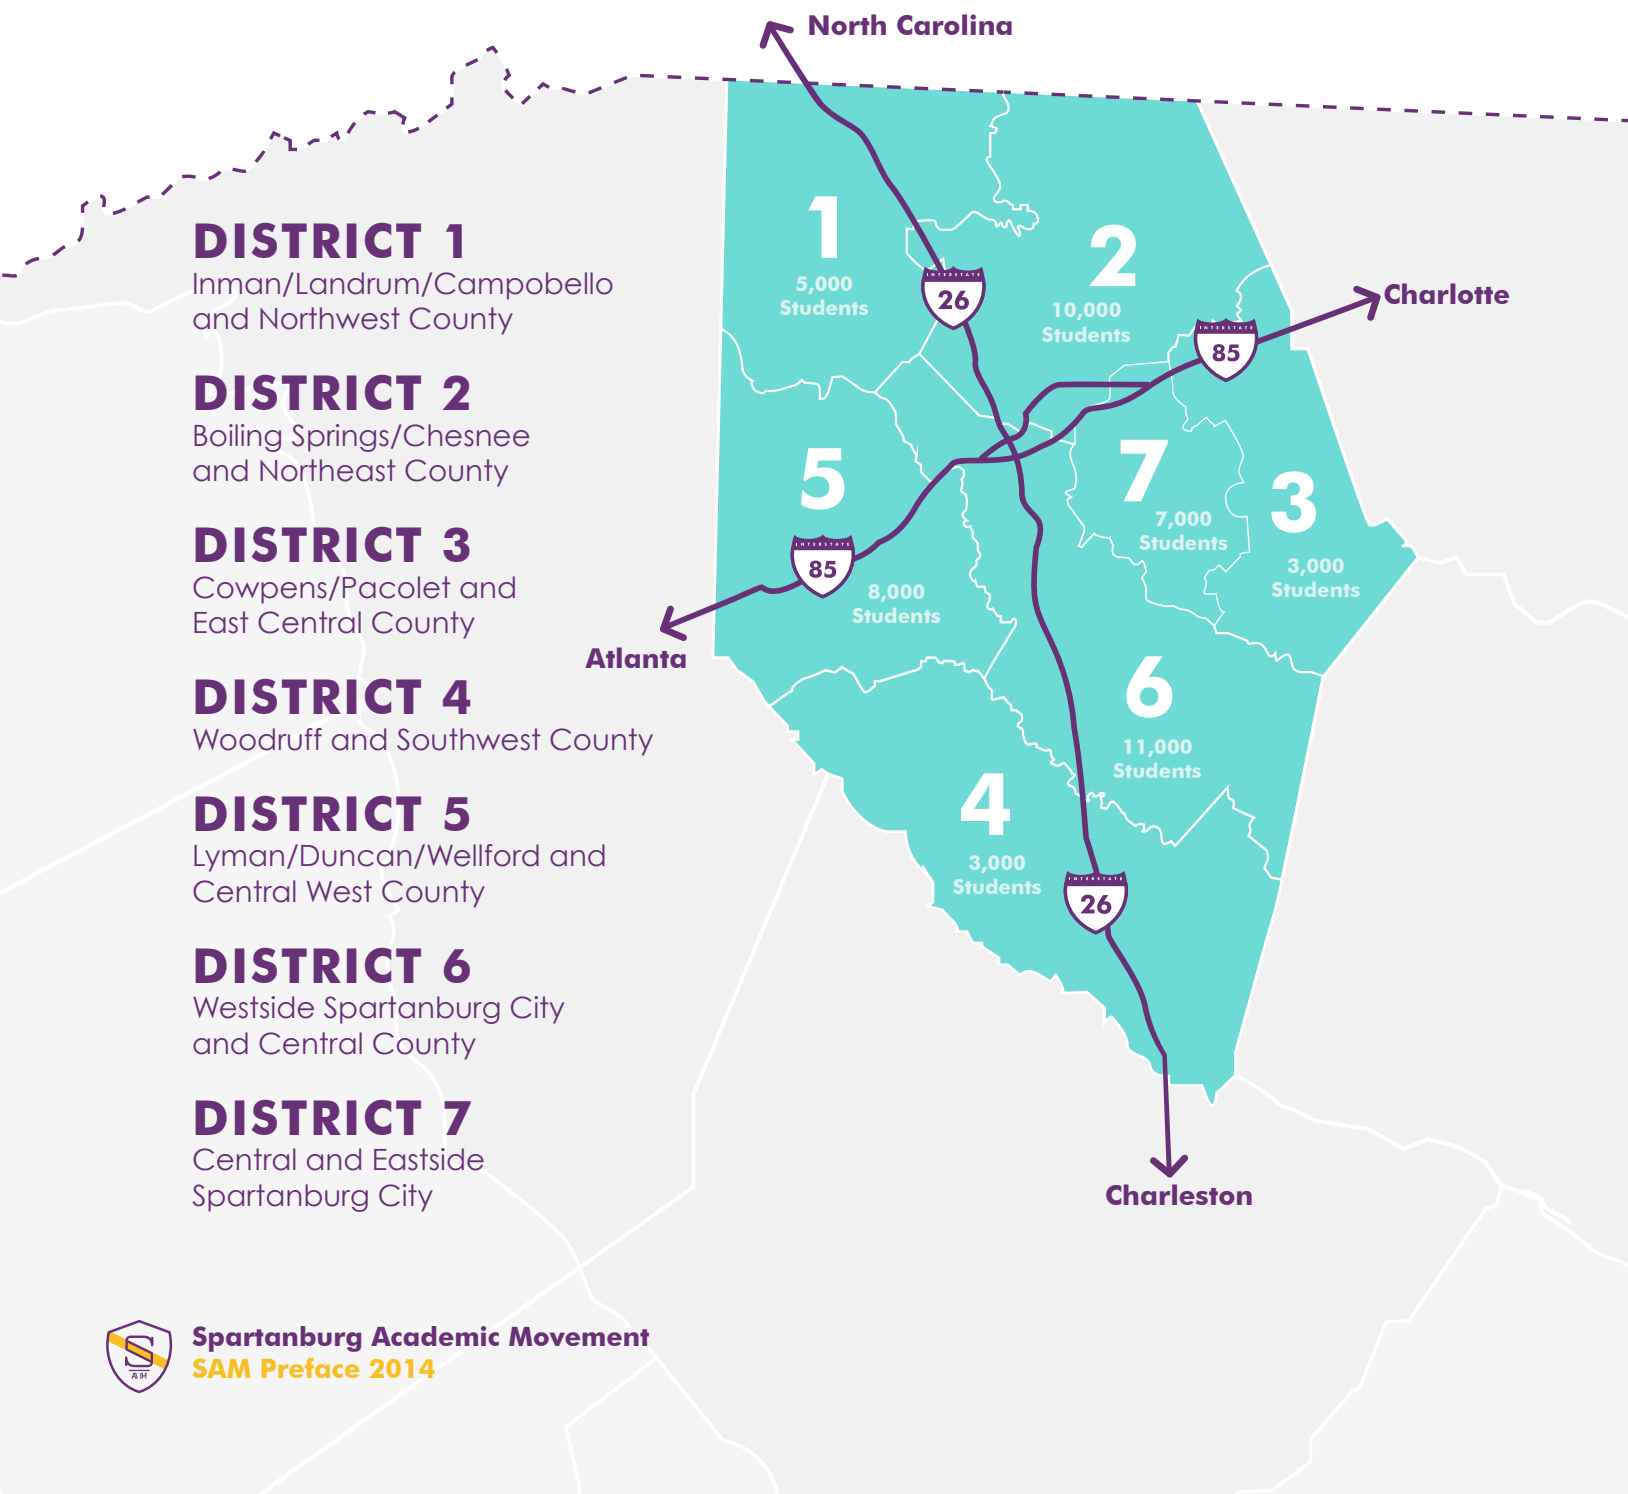 North Carolina
DISTRICT 1
Inman/Landrum/Campobello
and Northwest County
DISTRICT 2
Boiling Springs/Chesnee
and Northeast County
DISTRICT 3
Cowpens/Pacolet and
East Central County
DISTRICT 4
Woodruff and Southwest County
DISTRICT 5
Lyman/Duncan/Wellford and
Central West County
DISTRICT 6
Westside Spartanburg City
and Central County
DISTRICT 7
Central and Eastside
Spartanburg City
1
5,000
Students
2
10,000
Students
INTERSTATE
26
Charlotte
INTERSTATE
85
5
8,000
Students
7
7,000
Students
3
3,000
Students
INTERSTATE
85
Atlanta
6
11,000
Students
4
3,000
Students
INTERSTATE
26
Charleston
S
Spartanburg Academic Movement
SAM Preface 2014